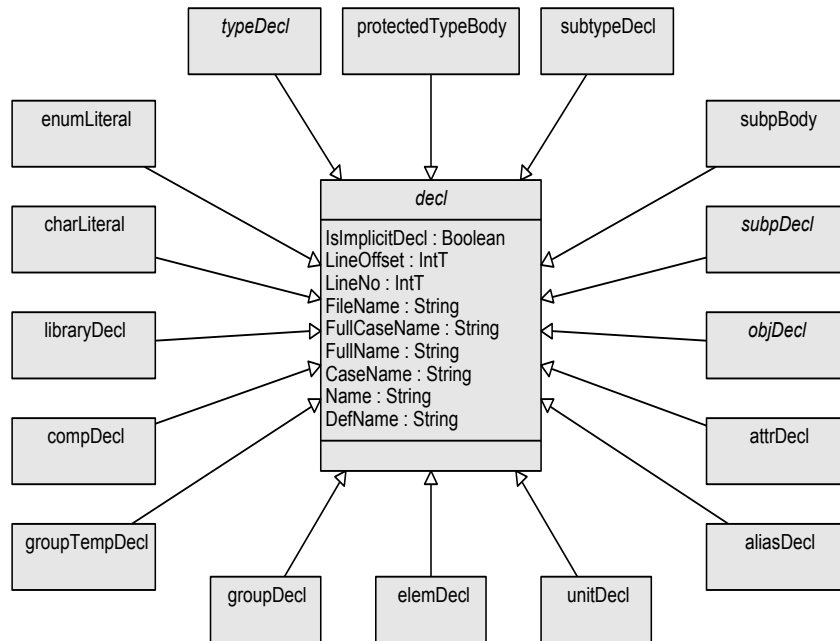 typeDecl
protectedTypeBody
subtypeDecl
enumLiteral
subpBody
charLiteral
subpDecl
libraryDecl
objDecl
compDecl
attrDecl
groupTempDecl
aliasDecl
decl
IsImplicitDecl : Boolean
LineOffset : IntT
LineNo : IntT
FileName : String
FullCaseName : String
FullName : String
CaseName : String
Name : String
DefName : String
groupDecl
elemDecl
unitDecl